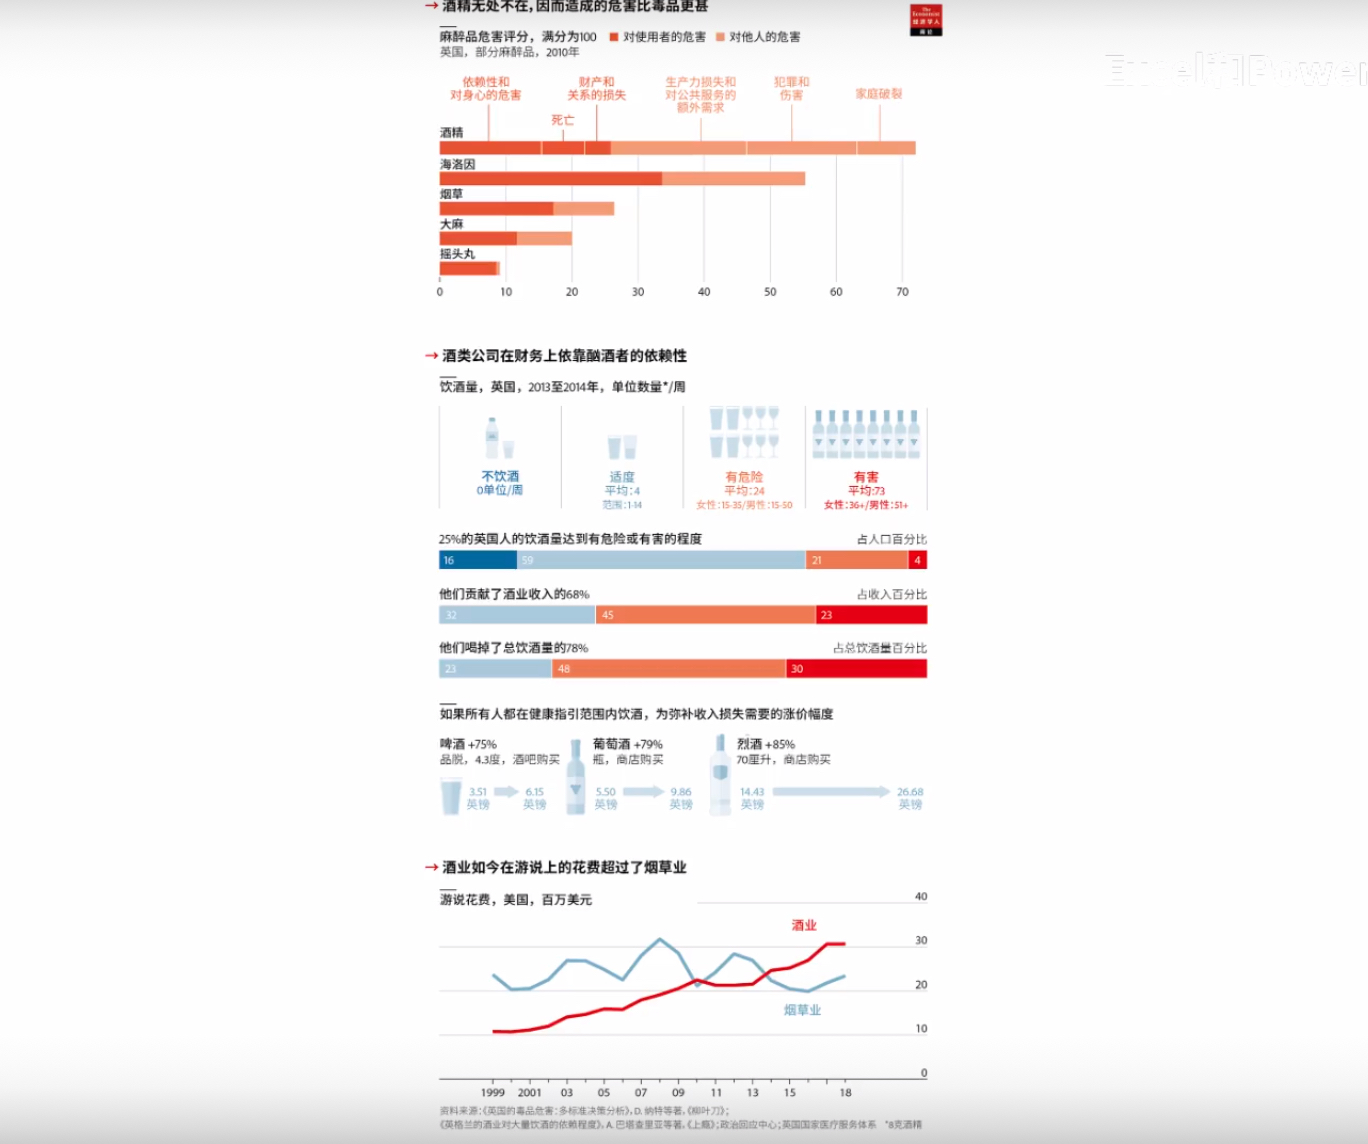 → 酒精无处不在,因而造成的危害比毒品更甚
The Economist
经济学人
商论
麻醉品危害评分，满分为100 对使用者的危害 对他人的危害
英国，部分麻醉品，2010年
依赖性和
对身心的危害
死亡
财产和
关系的损失
生产力损失和
对公共服务的
额外需求
犯罪和
伤害
家庭破裂
酒精
海洛因
烟草
大麻
摇头丸
0 10 20 30 40 50 60 70
→ 酒类公司在财务上依靠酗酒者的依赖性
饮酒量，英国，2013至2014年，单位数量*/周
不饮酒
0单位/周
适度
平均：4
范围：1-14
有危险
平均：24
女性：15-35/男性：15-50
有害
平均:73
女性：36+/男性：51+
25%的英国人的饮酒量达到有危险或有害的程度 占人口百分比
16 59 21 4
他们贡献了酒业收入的68% 占收入百分比
32 45 23
他们喝掉了总饮酒量的78% 占总饮酒量百分比
23 48 30
如果所有人都在健康指引范围内饮酒，为弥补收入损失需要的涨价幅度
啤酒 +75%
品脱，4.3度，酒吧购买
3.51
英镑
6.15
英镑
葡萄酒 +79%
瓶，商店购买
5.50
英镑
9.86
英镑
烈酒 +85%
70厘升，商店购买
14.43
英镑
26.68
英镑
→ 酒业如今在游说上的花费超过了烟草业
游说花费，美国，百万美元
40
30
20
10
0
酒业
烟草业
1999 2001 03 05 07 09 11 13 15 18
资料来源：《英国的毒品危害：多标准决策分析》，D. 纳特等著，《柳叶刀》；
《英格兰的酒业对大量饮酒的依赖程度》，A. 巴塔查里亚等著，《上瘾》；政治回应中心；英国国家医疗服务体系 *8克酒精